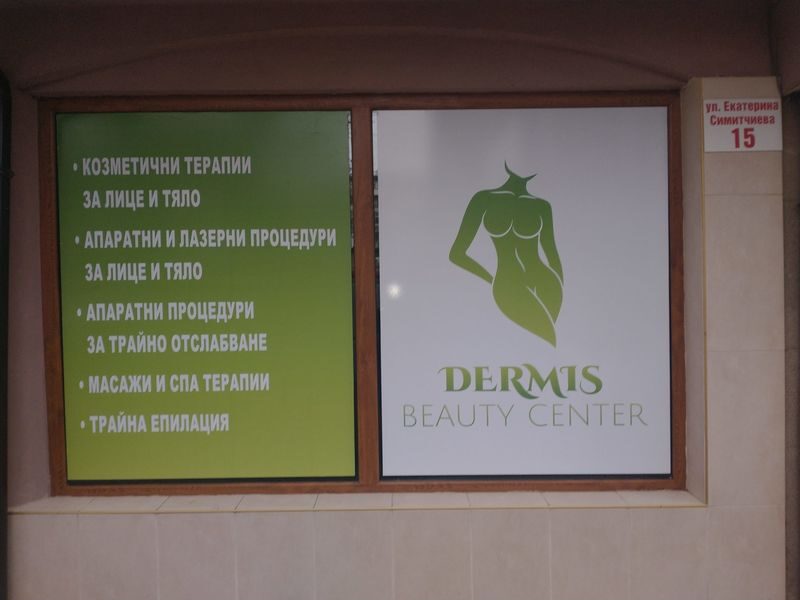 • КОЗМЕТИЧНИ ТЕРАПИИ
ЗА ЛИЦЕ И ТЯЛО
• АПАРАТНИ И ЛАЗЕРНИ ПРОЦЕДУРИ
ЗА ЛИЦЕ И ТЯЛО
• АПАРАТНИ ПРОЦЕДУРИ
ЗА ТРАЙНО ОТСЛАБВАНЕ
• МАСАЖИ И СПА ТЕРАПИИ
• ТРАЙНА ЕПИЛАЦИЯ
DERMIS
BEAUTY CENTER
ул. Екатерина
Симитчиева
15